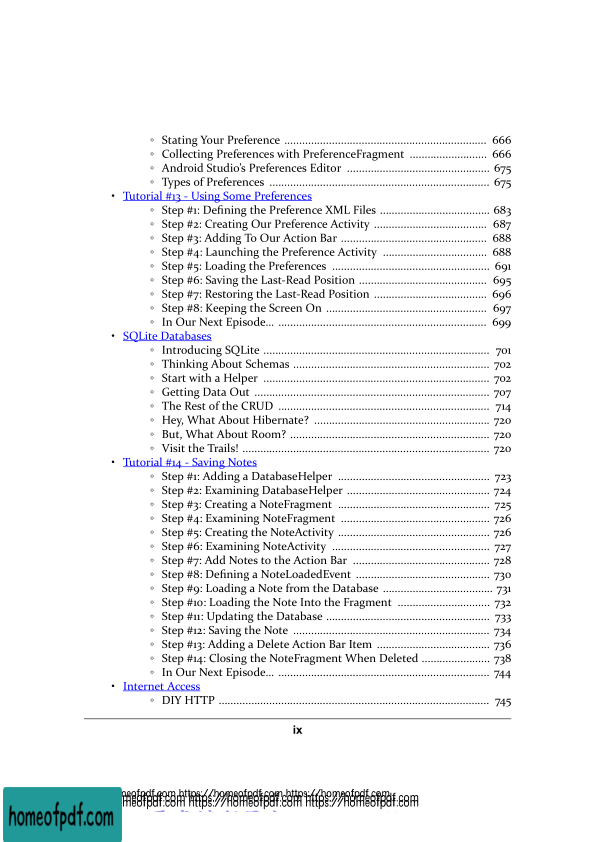 ◦ Stating Your Preference .................................................................... 666
◦ Collecting Preferences with PreferenceFragment .......................... 666
◦ Android Studio's Preferences Editor ................................................ 675
◦ Types of Preferences .......................................................................... 675
• Tutorial #13 - Using Some Preferences
◦ Step #1: Defining the Preference XML Files ..................................... 683
◦ Step #2: Creating Our Preference Activity ...................................... 687
◦ Step #3: Adding To Our Action Bar ................................................. 688
◦ Step #4: Launching the Preference Activity ................................... 688
◦ Step #5: Loading the Preferences ..................................................... 691
◦ Step #6: Saving the Last-Read Position ........................................... 695
◦ Step #7: Restoring the Last-Read Position ...................................... 696
◦ Step #8: Keeping the Screen On ...................................................... 697
◦ In Our Next Episode… ...................................................................... 699
• SQLite Databases
◦ Introducing SQLite ............................................................................ 701
◦ Thinking About Schemas .................................................................. 702
◦ Start with a Helper ............................................................................ 702
◦ Getting Data Out ............................................................................... 707
◦ The Rest of the CRUD ....................................................................... 714
◦ Hey, What About Hibernate? ........................................................... 720
◦ But, What About Room? ................................................................... 720
◦ Visit the Trails! ................................................................................... 720
• Tutorial #14 - Saving Notes
◦ Step #1: Adding a DatabaseHelper ................................................... 723
◦ Step #2: Examining DatabaseHelper ................................................ 724
◦ Step #3: Creating a NoteFragment ................................................... 725
◦ Step #4: Examining NoteFragment .................................................. 726
◦ Step #5: Creating the NoteActivity ................................................... 726
◦ Step #6: Examining NoteActivity ..................................................... 727
◦ Step #7: Add Notes to the Action Bar .............................................. 728
◦ Step #8: Defining a NoteLoadedEvent ............................................. 730
◦ Step #9: Loading a Note from the Database ..................................... 731
◦ Step #10: Loading the Note Into the Fragment ............................... 732
◦ Step #11: Updating the Database ....................................................... 733
◦ Step #12: Saving the Note .................................................................. 734
◦ Step #13: Adding a Delete Action Bar Item ...................................... 736
◦ Step #14: Closing the NoteFragment When Deleted ....................... 738
◦ In Our Next Episode… ....................................................................... 744
• Internet Access
◦ DIY HTTP ........................................................................................... 745
ix
homeofpdf.com https://homeofpdf.com https://homeofpdf.com
homeofpdf.com https://homeofpdf.com https://homeofpdf.com
homeofpdf.com